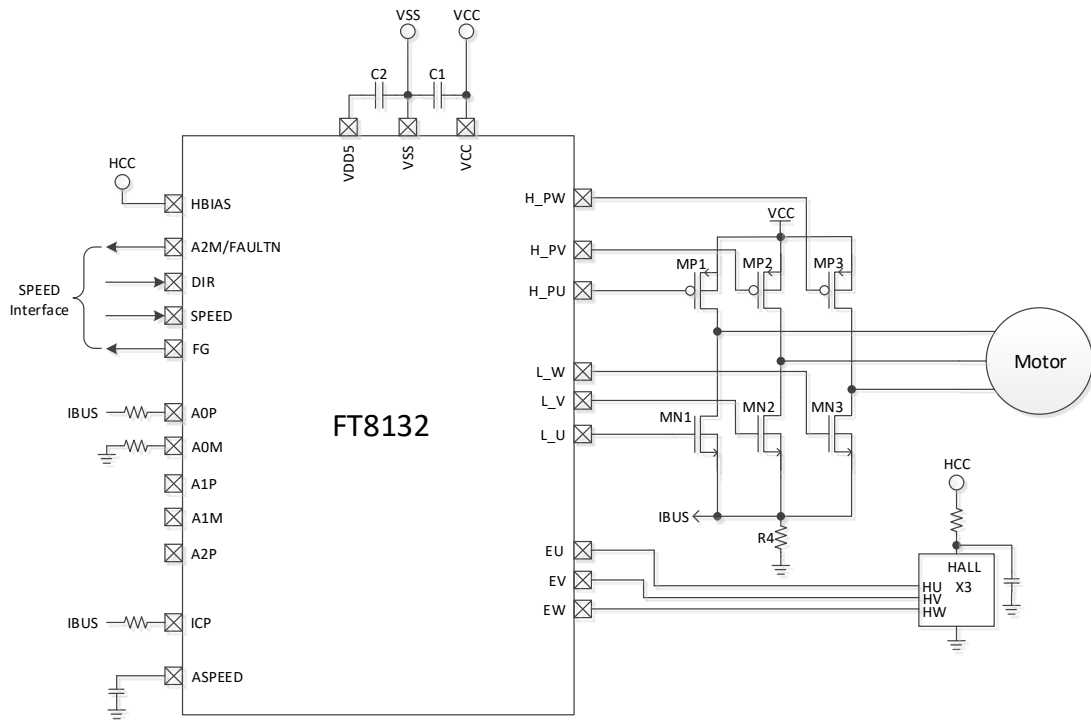 VSS
VCC
C2
C1
VDD5
VSS
VCC
HCC
HBIAS
A2M/FAULTN
DIR
SPEED
FG
SPEED
Interface
IBUS
A0P
A0M
A1P
A1M
A2P
IBUS
ICP
ASPEED
FT8132
H_PW
H_PV
H_PU
L_W
L_V
L_U
EU
EV
EW
VCC
MP1
MP2
MP3
MN1
MN2
MN3
IBUS
R4
Motor
HCC
HALL
X3
HU
HV
HW